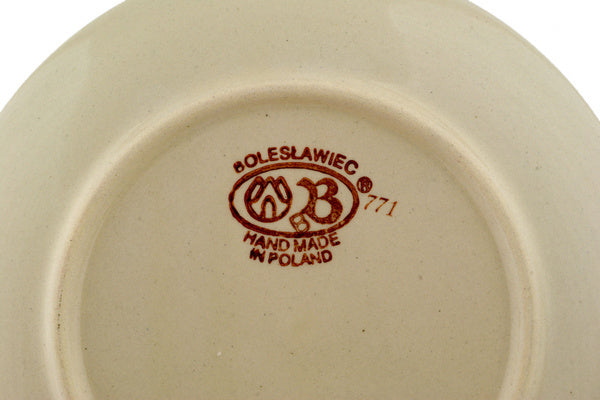 BOLESŁAWIEC
®
B
B
771
HAND MADE
IN POLAND